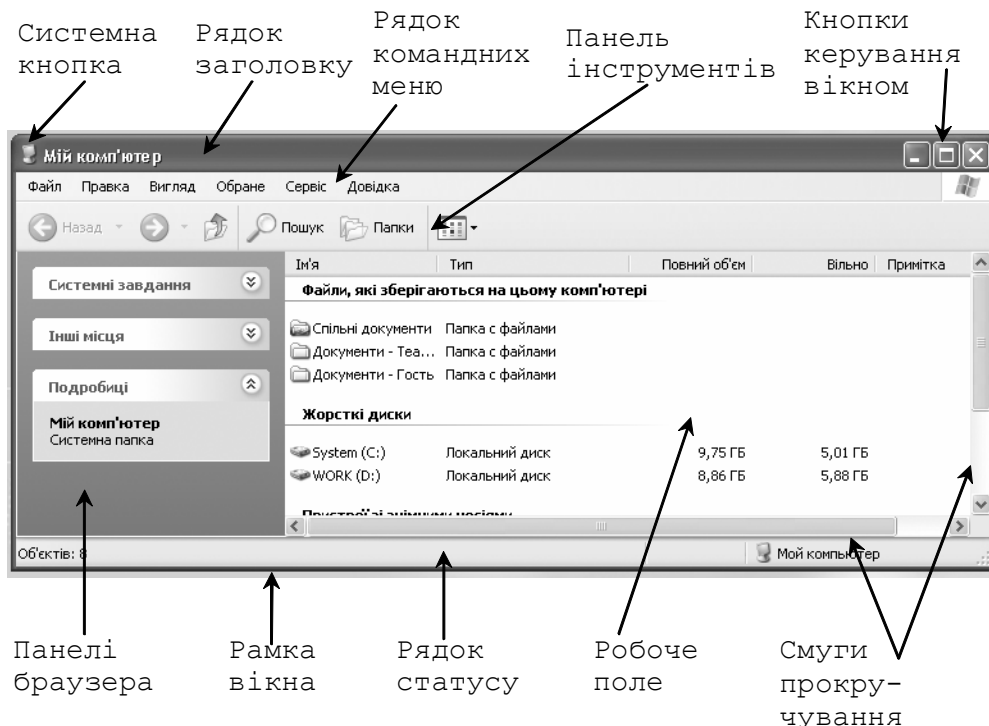 Системна
кнопка
Рядок
заголовку
Рядок
командних
меню
Панель
інструментів
Кнопки
керування
вікном
Мій комп'ютер
Файл Правка Вигляд Обране Сервіс Довідка
Назад Пошук Папки
Ім'я Тип Повний об'єм Вільно Примітка
Системні завдання
Інші місця
Подробиці
Мій комп'ютер
Системна папка
Файли, які зберігаються на цьому комп'ютері
Спільні документи Папка с файлами
Документи - Tea... Папка с файлами
Документи - Гость Папка с файлами
Жорсткі диски
System (C:) Локальний диск 9,75 ГБ 5,01 ГБ
WORK (D:) Локальний диск 8,86 ГБ 5,88 ГБ
Пристрої зі знімними носіями
Об'єктів: 8 Мой компьютер
Панелі
браузера
Рамка
вікна
Рядок
статусу
Робоче
поле
Смуги
прокру-
чування